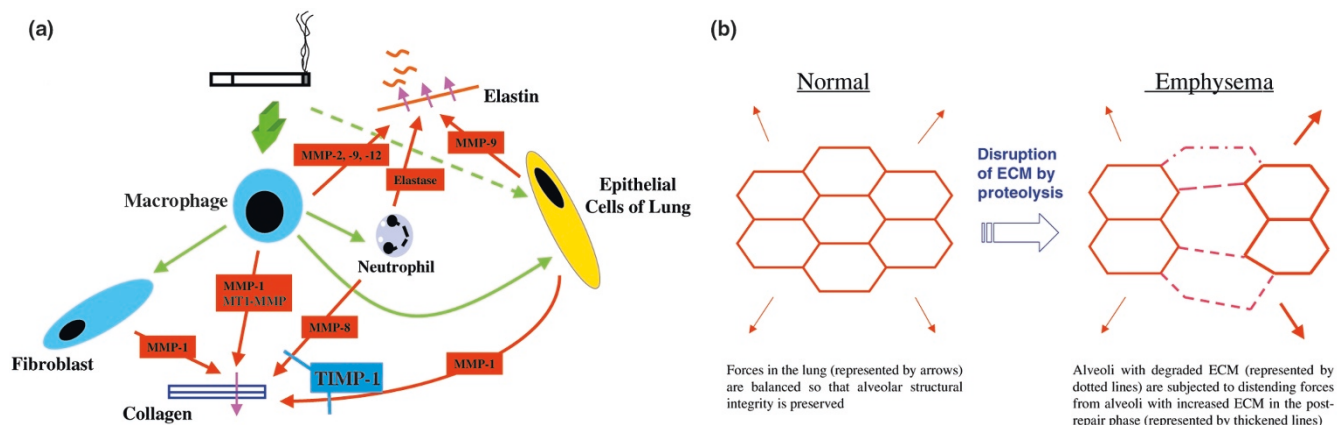 (a)
Elastin
MMP-9
MMP-2, -9, -12
Elastase
Macrophage
Epithelial
Cells of Lung
Neutrophil
MMP-1
MT1-MMP
MMP-8
Fibroblast
MMP-1
TIMP-1
MMP-1
Collagen
(b)
Normal
Emphysema
Disruption
of ECM by
proteolysis
Forces in the lung (represented by arrows)
are balanced so that alveolar structural
integrity is preserved
Alveoli with degraded ECM (represented by
dotted lines) are subjected to distending forces
from alveoli with increased ECM in the post-
repair phase (represented by thickened lines)